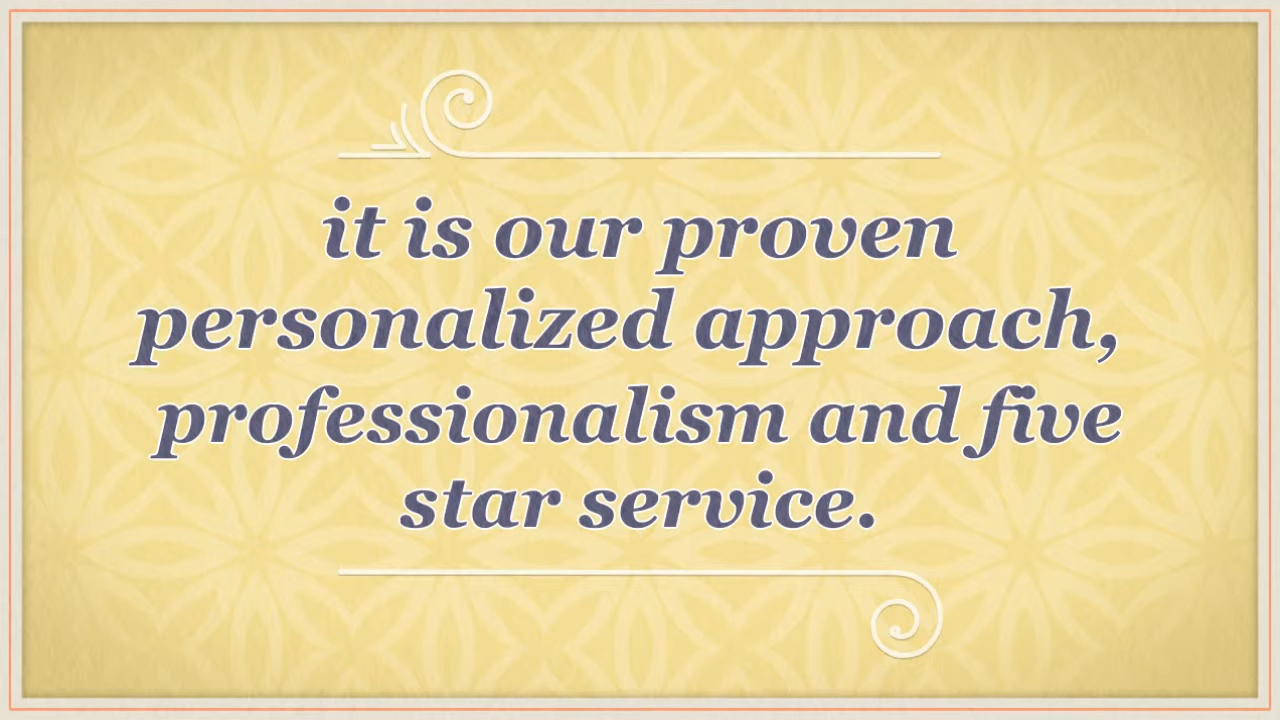 it is our proven
personalized approach,
professionalism and five
star service.